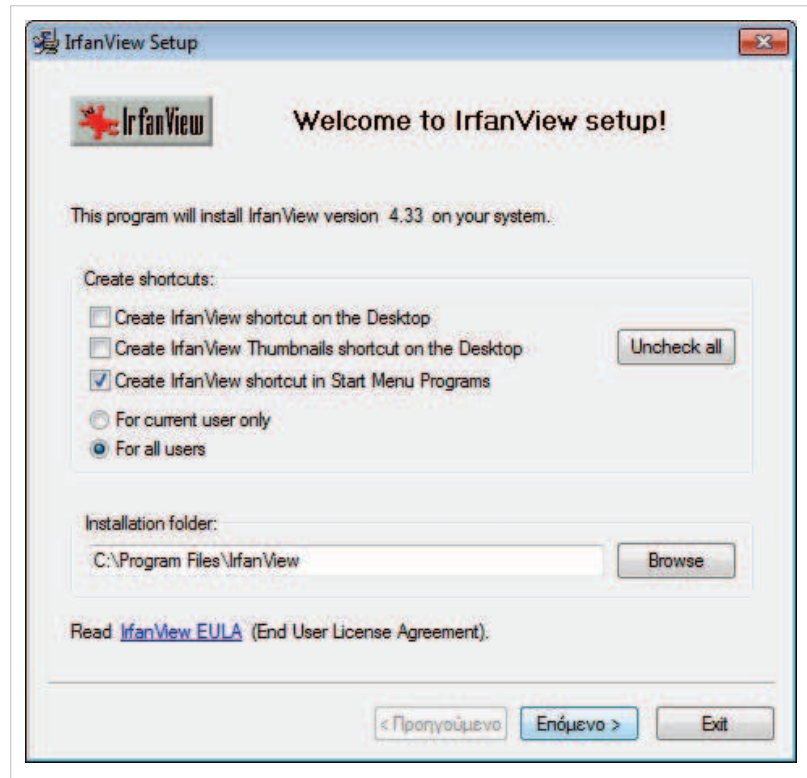 IrfanView Setup
IrfanView
Welcome to IrfanView setup!
This program will install IrfanView version 4.33 on your system.
Create shortcuts:
Create IrfanView shortcut on the Desktop
Create IrfanView Thumbnails shortcut on the Desktop
Uncheck all
Create IrfanView shortcut in Start Menu Programs
For current user only
For all users
Installation folder:
C:\Program Files\IrfanView
Browse
Read IrfanView EULA (End User License Agreement).
< Προηγούμενο
Επόμενο >
Exit